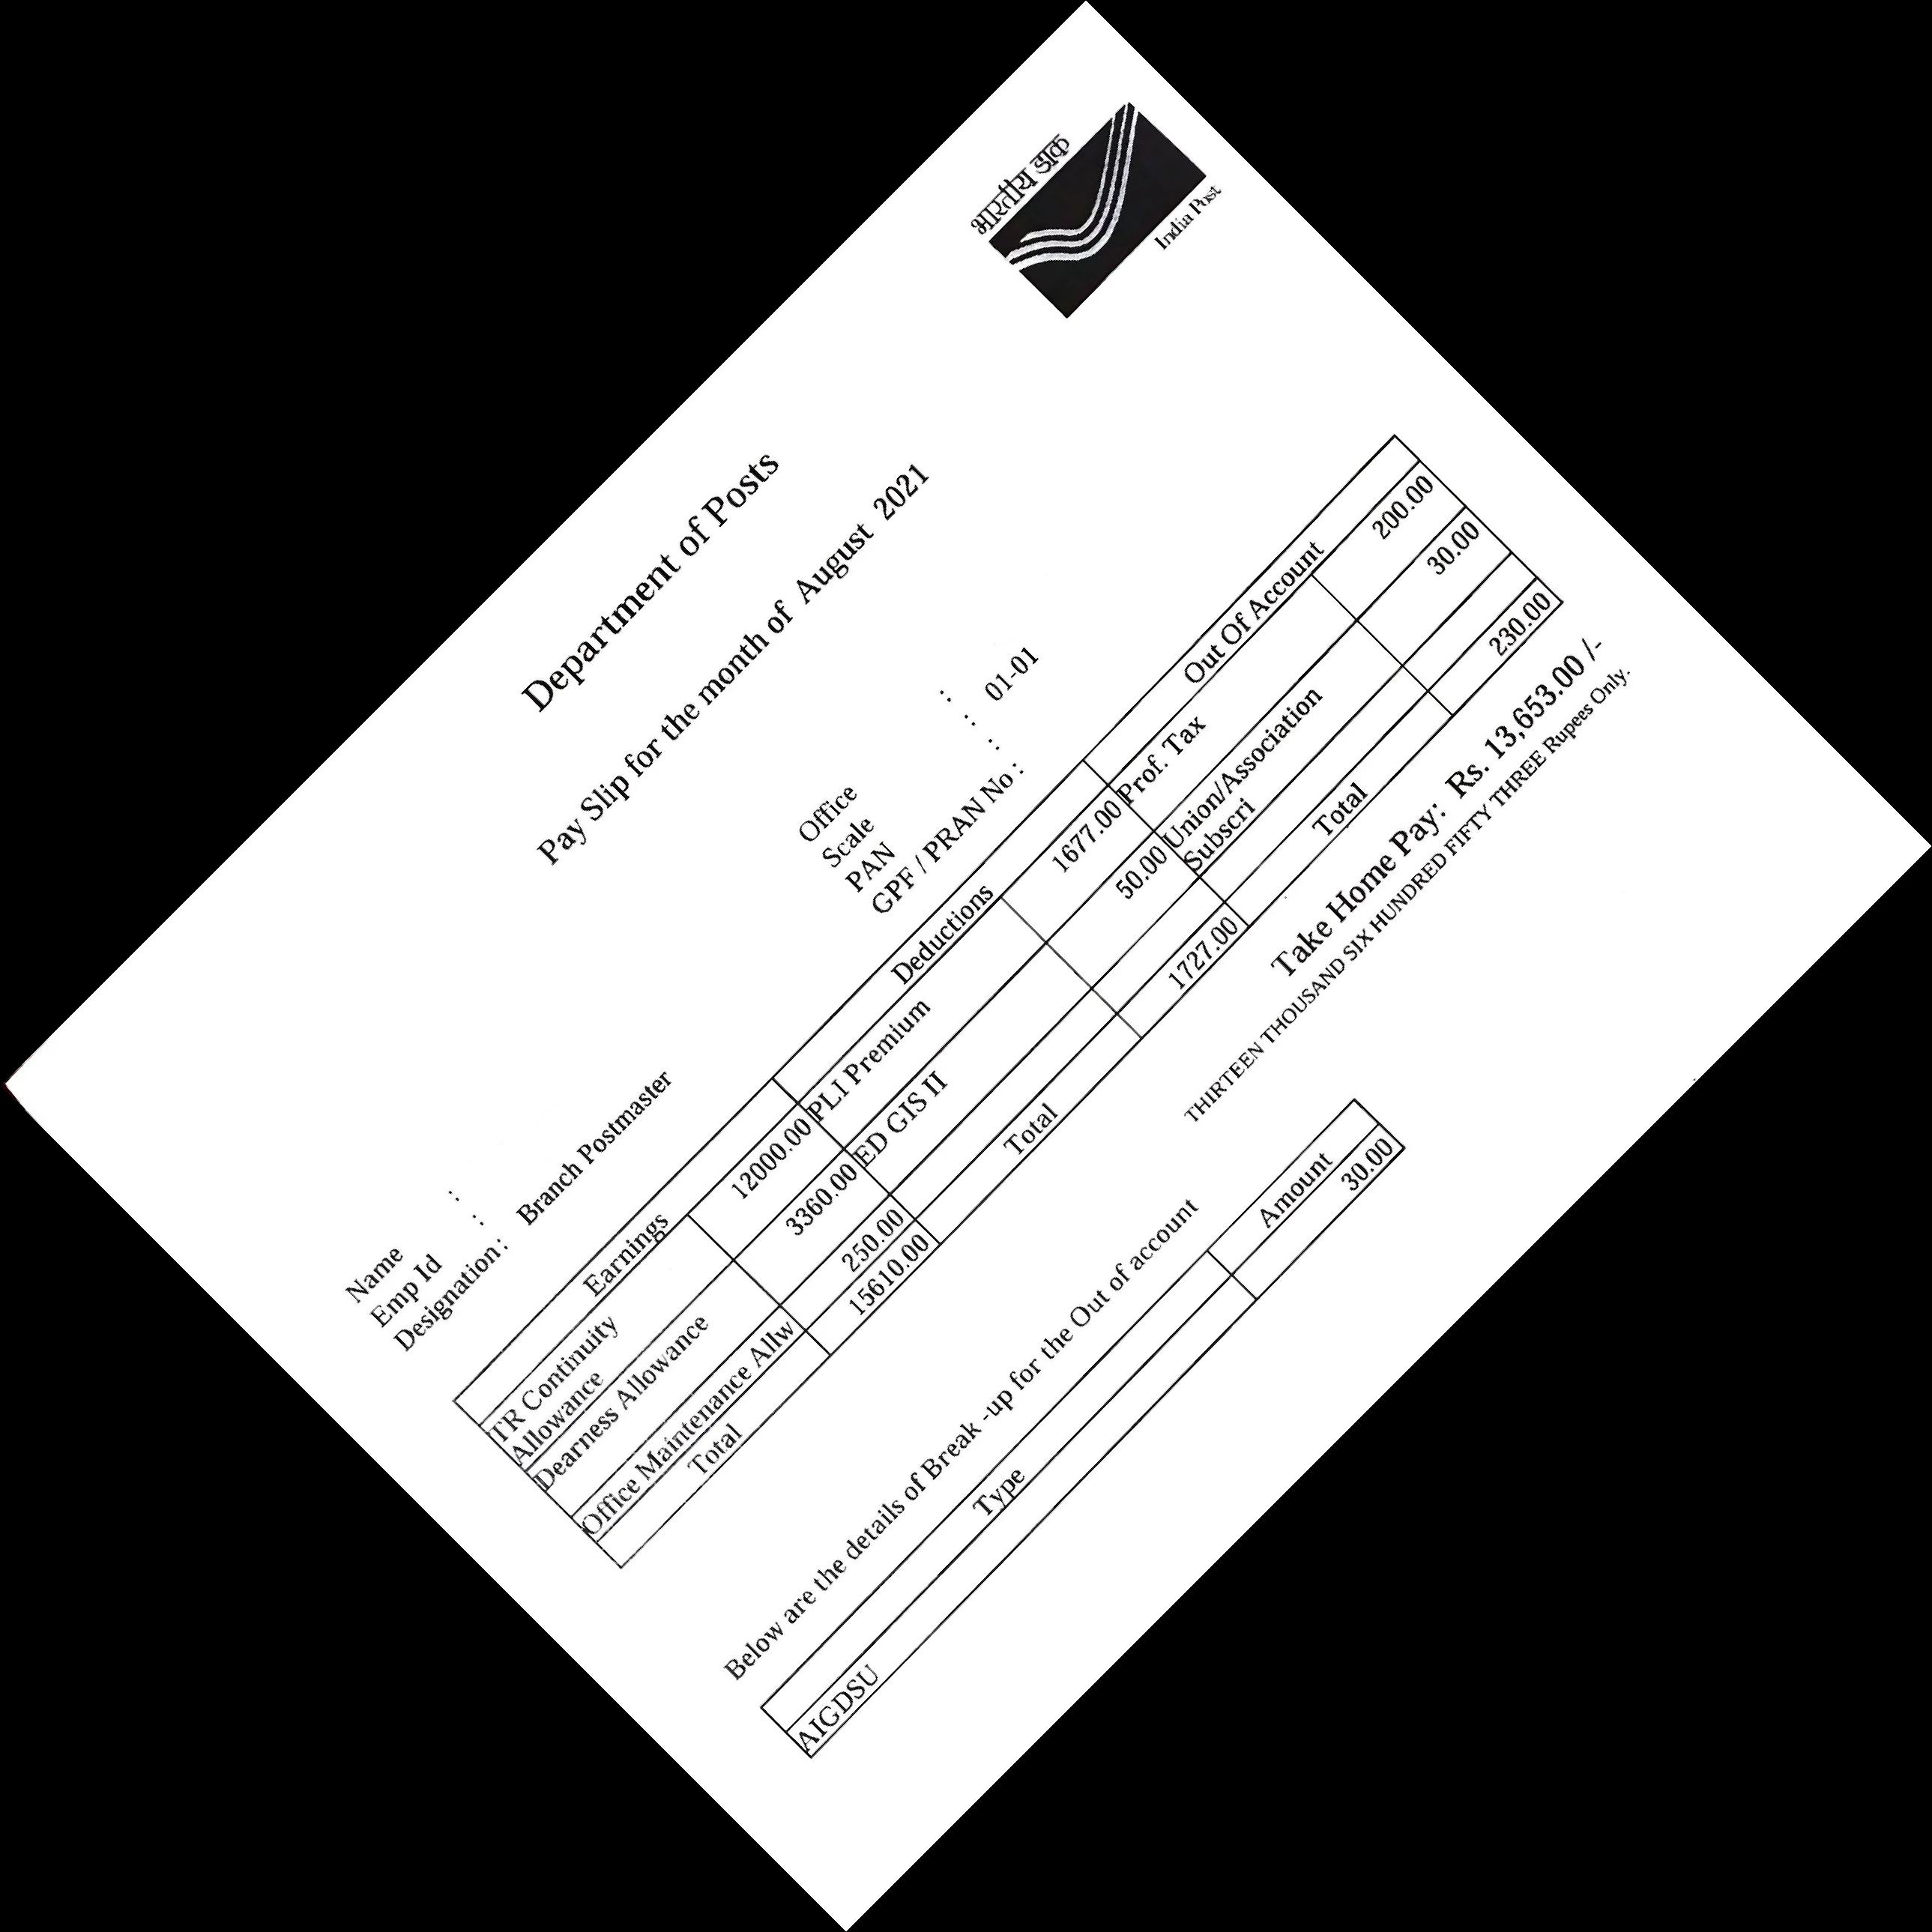 भारतीय डाक
India Post
Department of Posts
Pay Slip for the month of August 2021
Name : Office :
Emp Id : Scale : 01-01
Designation : Branch Postmaster PAN :
GPF / PRAN No :
Earnings Deductions Out Of Account
TR Continuity Allowance 12000.00 PLI Premium 1677.00 Prof. Tax 200.00
Dearness Allowance 3360.00 ED GIS II 50.00 Union/Association Subscri 30.00
Office Maintenance Allw 250.00
Total 15610.00 Total 1727.00 Total 230.00
Take Home Pay: Rs. 13,653.00 /-
THIRTEEN THOUSAND SIX HUNDRED FIFTY THREE Rupees Only.
Below are the details of Break -up for the Out of account
Type Amount
AIGDSU 30.00